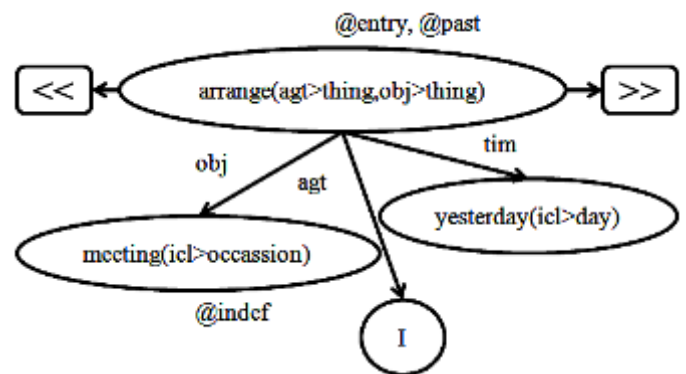 @entry, @past
<< arrange(agt>thing,obj>thing) >>
obj agt tim
yesterday(icl>day)
meeting(icl>occassion)
@indef
I